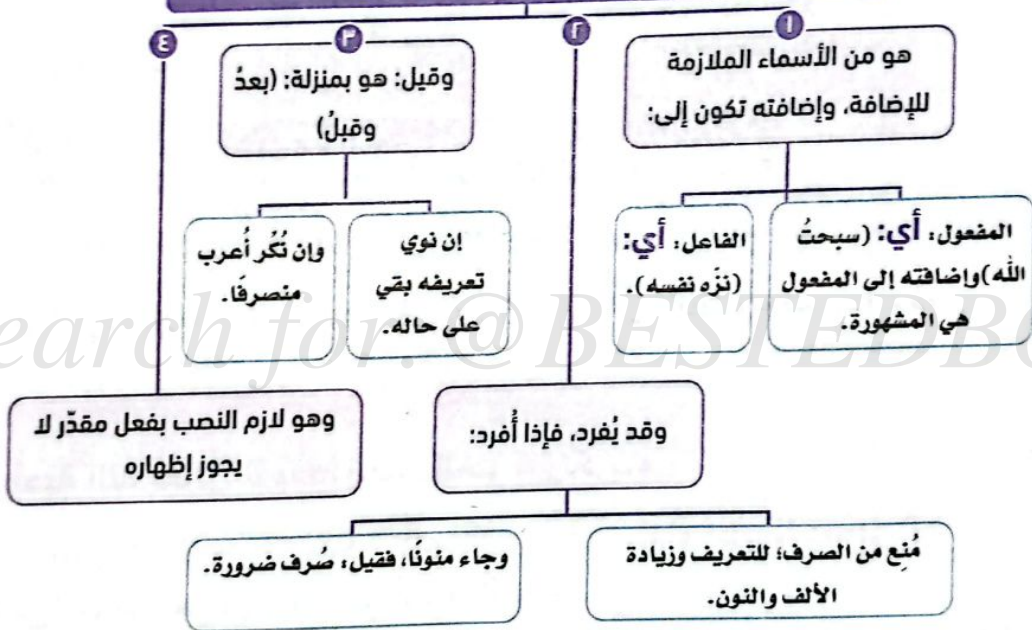 ١
هو من الأسماء الملازمة
للإضافة، وإضافته تكون إلى:
المفعول، أي: (سبحتُ
الله) وإضافته إلى المفعول
هي المشهورة.
الفاعل، أي:
(نزّه نفسه).
٢
وقد يُفرد، فإذا أُفرد:
مُنِع من الصرف؛ للتعريف وزيادة
الألف والنون.
وجاء منونًا، فقيل: صُرف ضرورة.
٣
وقيل: هو بمنزلة: (بعدُ
وقبلُ)
إن نوي
تعريفه بقي
على حاله.
وإن نُكِّر أُعرب
منصرفًا.
٤
وهو لازم النصب بفعل مقدّر لا
يجوز إظهاره
earch for: @BESTEDBO